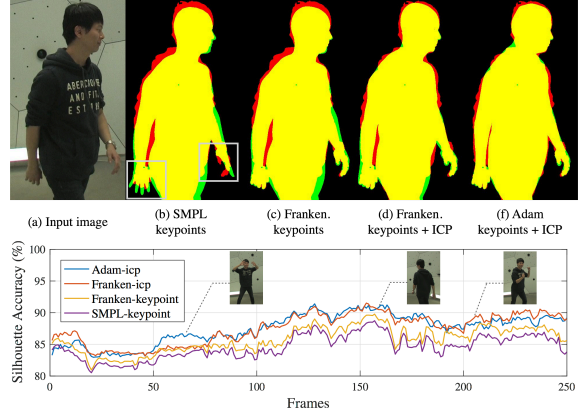 ABERCROMBIE
AND FIT
EST
(a) Input image
(b) SMPL
keypoints
(c) Franken.
keypoints
(d) Franken.
keypoints + ICP
(f) Adam
keypoints + ICP
Silhouette Accuracy (%)
100
95
90
85
80
Adam-icp
Franken-icp
Franken-keypoint
SMPL-keypoint
0
50
100
150
200
250
Frames